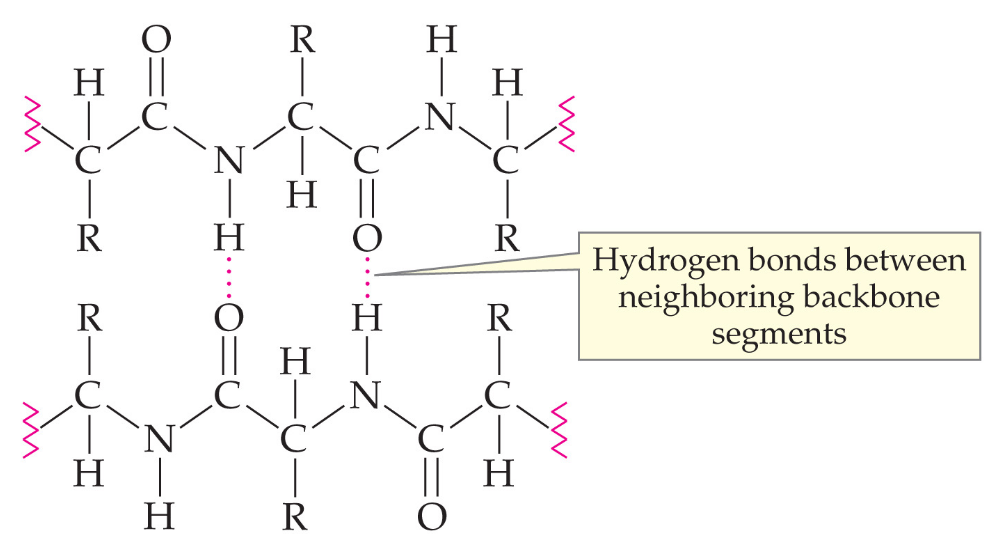 O R H
H H
C C N
C N C C
H
R H O R
Hydrogen bonds between
neighboring backbone
segments
R O H R
H
C C N C
N C C
H H
H R O